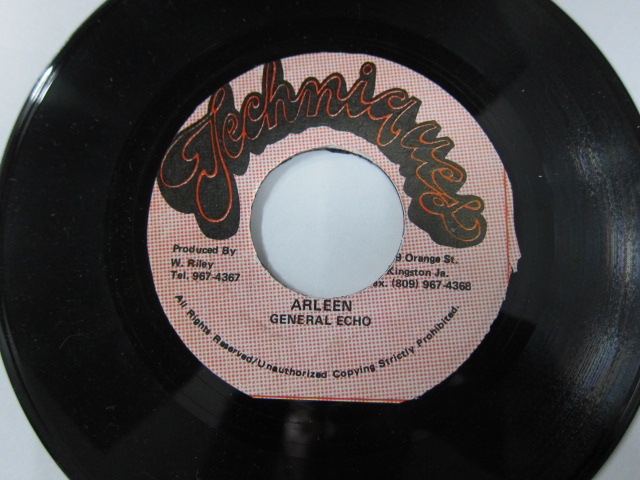 Techniques
Produced By
W. Riley
Tel. 967-4367
9 Orange St.
Kingston Ja.
Fax. (809) 967-4368
ARLEEN
GENERAL ECHO
All Rights Reserved/Unauthorized Copying Strictly Prohibited.